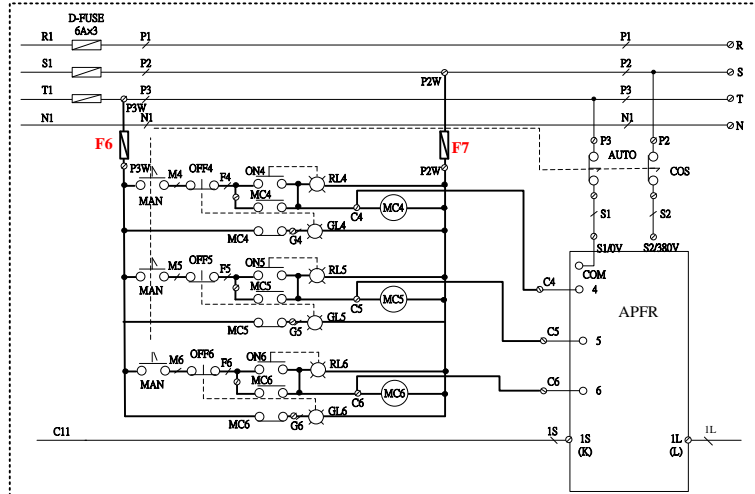 D-FUSE
6A×3
R1 P1 P1 R
S1 P2 P2 S
P2W
T1 P3 P3 T
P3W
N1 N1 N1 N
F6 F7
P3 P2
AUTO COS
P3W P2W
M4 OFF4 F4 ON4 RL4
MAN MC4 C4 MC4
MC4 G4 GL4
S1 S2
S1/0V S2/380V
M5 OFF5 F5 ON5 RL5
MAN MC5 C5 MC5
MC5 G5 GL5
COM
C4 4
APFR
C5 5
M6 OFF6 F6 ON6 RL6
MAN MC6 C6 MC6
MC6 G6 GL6
C6 6
C11 1S 1S 1L 1L
(K) (L)